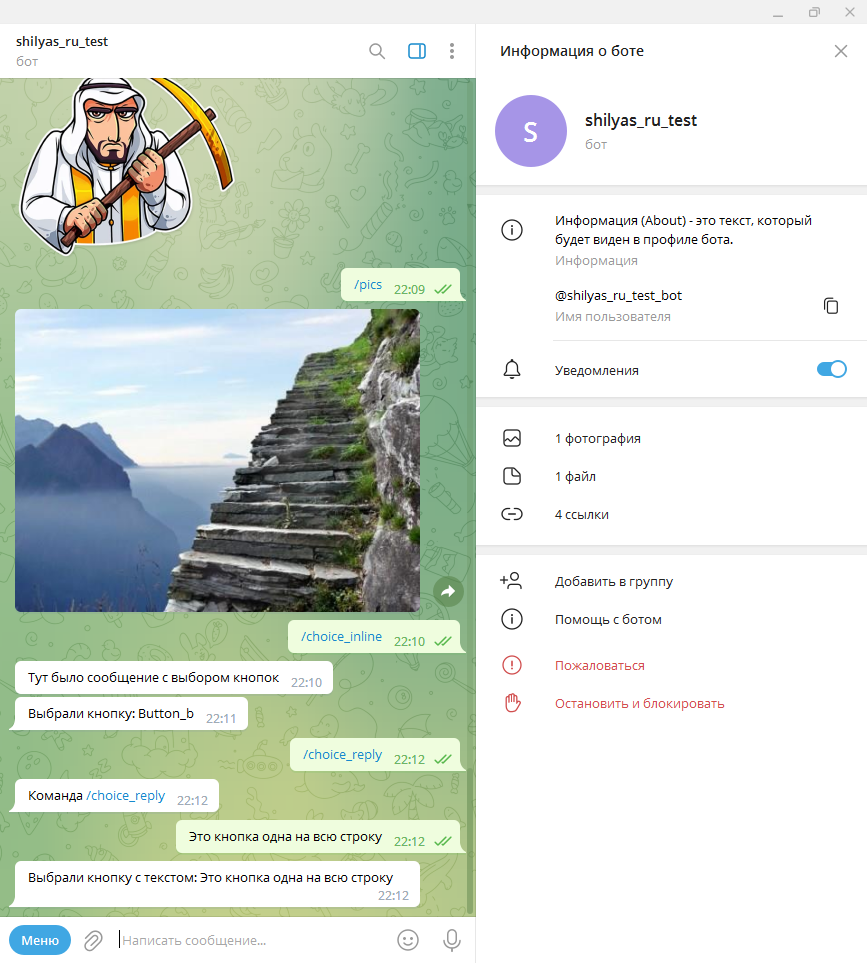 shilyas_ru_test
бот
/pics 22:09
/choice_inline 22:10
Тут было сообщение с выбором кнопок 22:10
Выбрали кнопку: Button_b 22:11
/choice_reply 22:12
Команда /choice_reply 22:12
Это кнопка одна на всю строку 22:12
Выбрали кнопку с текстом: Это кнопка одна на всю строку
22:12
Меню
Написать сообщение...
Информация о боте
S
shilyas_ru_test
бот
Информация (About) - это текст, который
будет виден в профиле бота.
Информация
@shilyas_ru_test_bot
Имя пользователя
Уведомления
1 фотография
1 файл
4 ссылки
Добавить в группу
Помощь с ботом
Пожаловаться
Остановить и блокировать